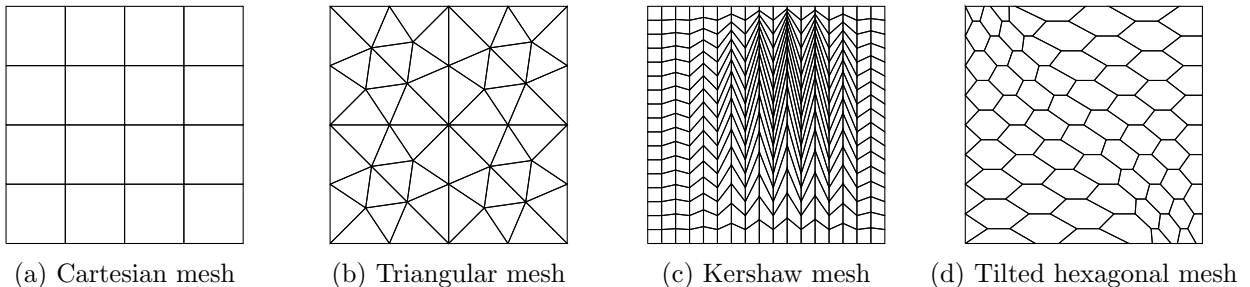 (a) Cartesian mesh
(b) Triangular mesh
(c) Kershaw mesh
(d) Tilted hexagonal mesh